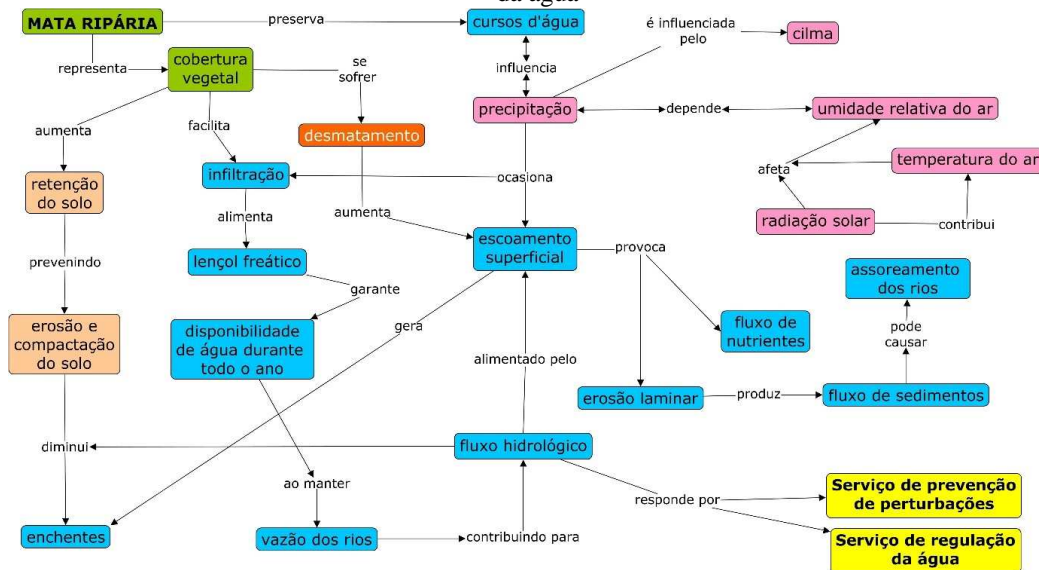 da água
MATA RIPÁRIA
preserva
cursos d'água
é influenciada
pelo
cilma
representa
cobertura
vegetal
se
sofrer
influencia
precipitação
depende
umidade relativa do ar
aumenta
facilita
desmatamento
afeta
temperatura do ar
retenção
do solo
infiltração
ocasiona
radiação solar
contribui
alimenta
aumenta
escoamento
superficial
provoca
prevenindo
lençol freático
garante
assoreamento
dos rios
erosão e
compactação
do solo
disponibilidade
de água durante
todo o ano
gera
alimentado pelo
fluxo de
nutrientes
pode
causar
erosão laminar
produz
fluxo de sedimentos
diminui
fluxo hidrológico
ao manter
responde por
Serviço de prevenção
de perturbações
enchentes
vazão dos rios
contribuindo para
Serviço de regulação
da água